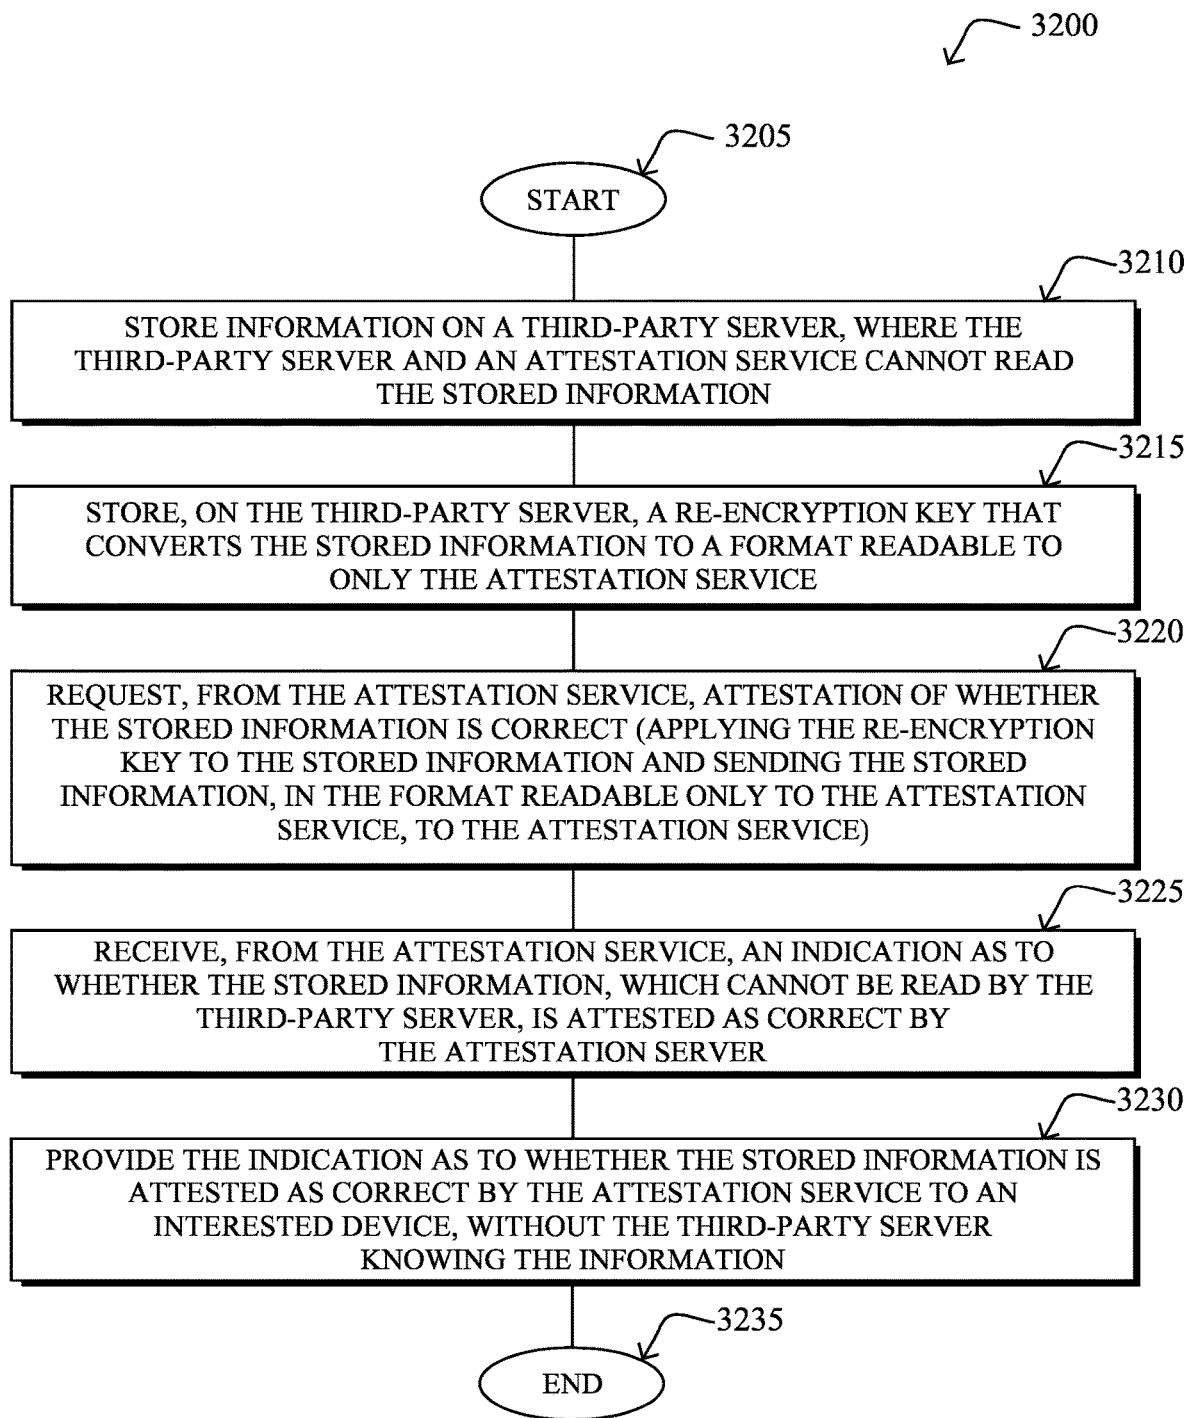 3200
3205
START
3210
STORE INFORMATION ON A THIRD-PARTY SERVER, WHERE THE
THIRD-PARTY SERVER AND AN ATTESTATION SERVICE CANNOT READ
THE STORED INFORMATION
3215
STORE, ON THE THIRD-PARTY SERVER, A RE-ENCRYPTION KEY THAT
CONVERTS THE STORED INFORMATION TO A FORMAT READABLE TO
ONLY THE ATTESTATION SERVICE
3220
REQUEST, FROM THE ATTESTATION SERVICE, ATTESTATION OF WHETHER
THE STORED INFORMATION IS CORRECT (APPLYING THE RE-ENCRYPTION
KEY TO THE STORED INFORMATION AND SENDING THE STORED
INFORMATION, IN THE FORMAT READABLE ONLY TO THE ATTESTATION
SERVICE, TO THE ATTESTATION SERVICE)
3225
RECEIVE, FROM THE ATTESTATION SERVICE, AN INDICATION AS TO
WHETHER THE STORED INFORMATION, WHICH CANNOT BE READ BY THE
THIRD-PARTY SERVER, IS ATTESTED AS CORRECT BY
THE ATTESTATION SERVER
3230
PROVIDE THE INDICATION AS TO WHETHER THE STORED INFORMATION IS
ATTESTED AS CORRECT BY THE ATTESTATION SERVICE TO AN
INTERESTED DEVICE, WITHOUT THE THIRD-PARTY SERVER
KNOWING THE INFORMATION
3235
END